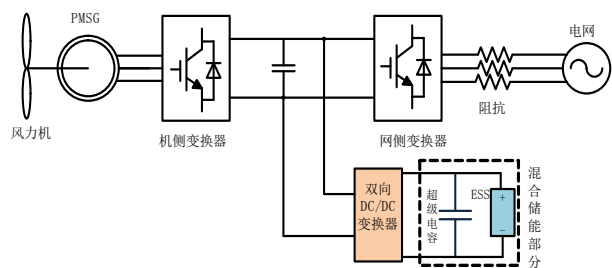 PMSG
电网
风力机
机侧变换器
网侧变换器
阻抗
双向
DC/DC
变换器
超级电容
ESS
+
-
混合储能部分